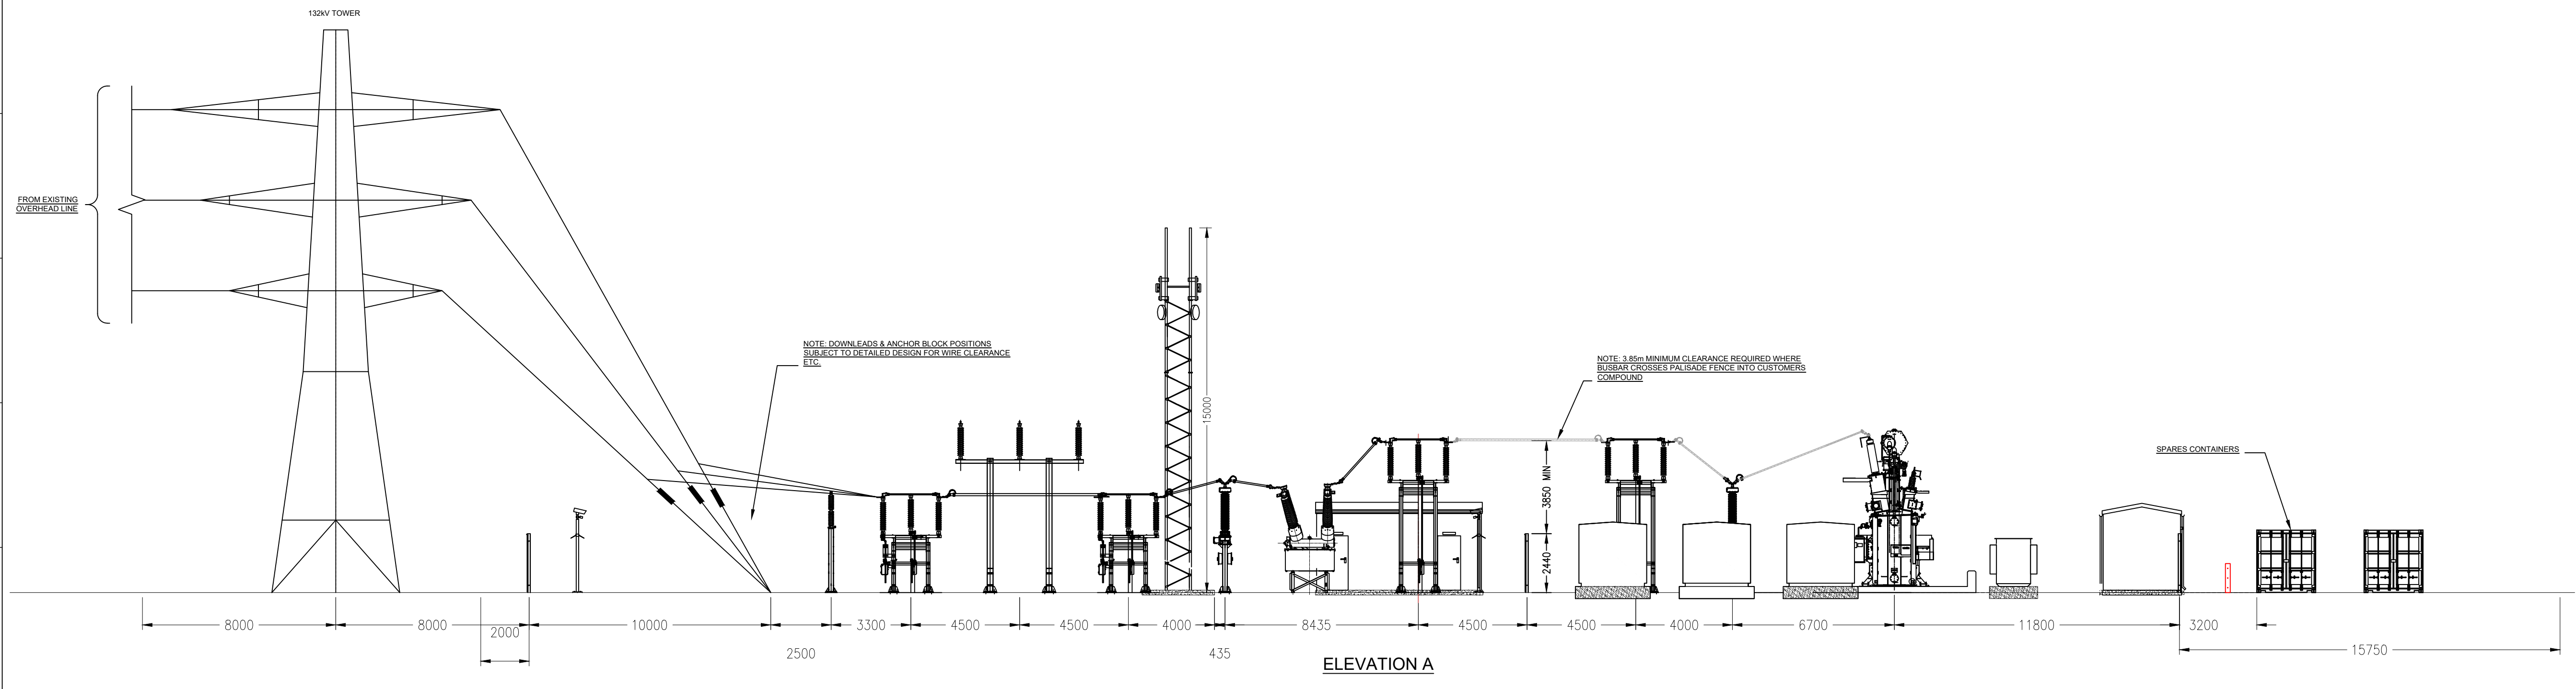 132kV TOWER
FROM EXISTING
OVERHEAD LINE
NOTE: DOWNLEADS & ANCHOR BLOCK POSITIONS
SUBJECT TO DETAILED DESIGN FOR WIRE CLEARANCE
ETC.
15000
NOTE: 3.85m MINIMUM CLEARANCE REQUIRED WHERE
BUSBAR CROSSES PALISADE FENCE INTO CUSTOMERS
COMPOUND
3850 MIN
2440
SPARES CONTAINERS
8000
8000
2000
10000
2500
3300
4500
4500
4000
435
8435
4500
4500
4000
6700
11800
3200
15750
ELEVATION A